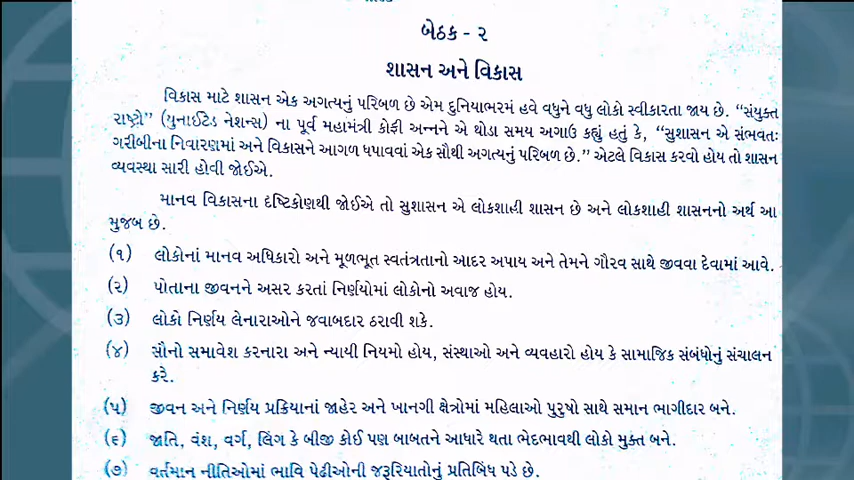 બેઠક - ૨
શાસન અને વિકાસ
વિકાસ માટે શાસન એક અગત્યનું પરિબળ છે એમ દુનિયાભરમં હવે વધુને વધુ લોકો સ્વીકારતા જાય છે. “સંયુક્ત
રાષ્ટ્રો” (યુનાઈટેડ નેશન્સ) ના પૂર્વ મહામંત્રી કોફી અન્નને એ થોડા સમય અગાઉ કહ્યું હતું કે, “સુશાસન એ સંભવતઃ
ગરીબીના નિવારણમાં અને વિકાસને આગળ ધપાવવાં એક સૌથી અગત્યનું પરિબળ છે.” એટલે વિકાસ કરવો હોય તો શાસન
વ્યવસ્થા સારી હોવી જોઈએ.
માનવ વિકાસના દ્દષ્ટિકોણથી જોઈએ તો સુશાસન એ લોકશાહી શાસન છે અને લોકશાહી શાસનનો અર્થ આ
મુજબ છે.
(૧) લોકોનાં માનવ અધિકારો અને મૂળભૂત સ્વતંત્રતાનો આદર અપાય અને તેમને ગૌરવ સાથે જીવવા દેવામાં આવે.
(૨) પોતાના જીવનને અસર કરતાં નિર્ણયોમાં લોકોનો અવાજ હોય.
(૩) લોકો નિર્ણય લેનારાઓને જવાબદાર ઠરાવી શકે.
(૪) સૌનો સમાવેશ કરનારા અને ન્યાયી નિયમો હોય, સંસ્થાઓ અને વ્યવહારો હોય કે સામાજિક સંબંધોનું સંચાલન
કરે.
(૫) જીવન અને નિર્ણય પ્રક્રિયાનાં જાહેર અને ખાનગી ક્ષેત્રોમાં મહિલાઓ પુરુષો સાથે સમાન ભાગીદાર બને.
(૬) જાતિ, વંશ, વર્ગ, લિંગ કે બીજી કોઈ પણ બાબતને આધારે થતા ભેદભાવથી લોકો મુક્ત બને.
(૭) વર્તમાન નીતિઓમાં ભાવિ પેઢીઓની જરૂરિયાતોનું પ્રતિબિંધ પડે છે.